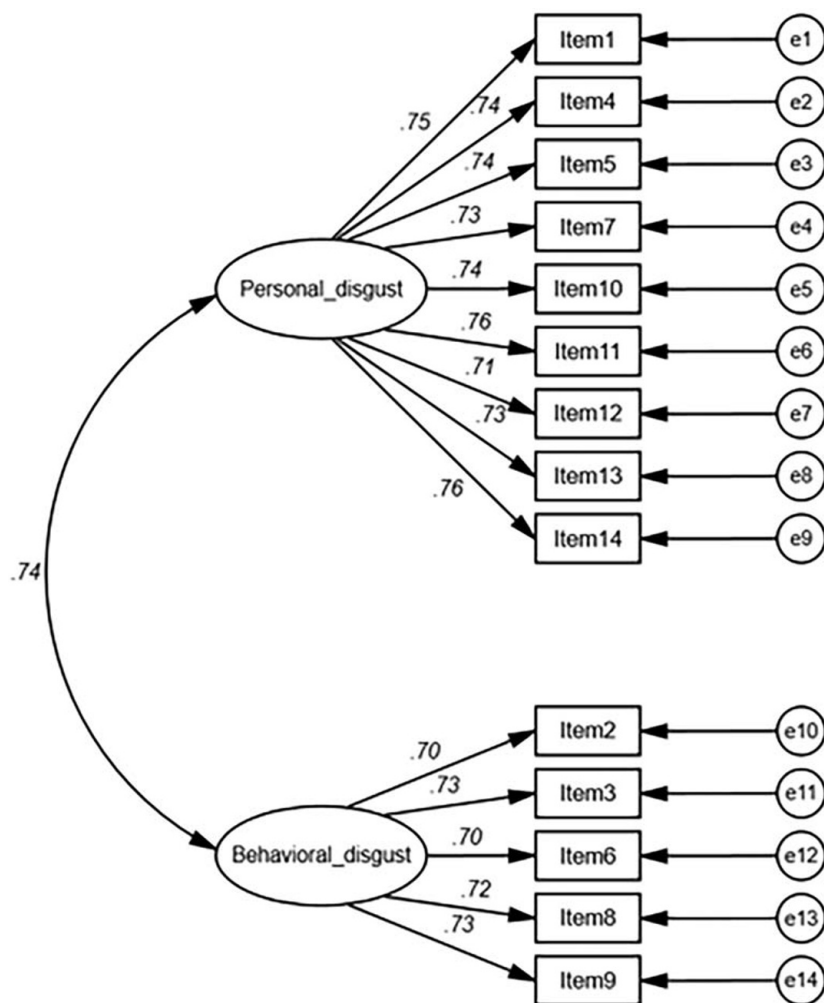 Item1 e1
.75 .74 Item4 e2
.74 Item5 e3
.73 Item7 e4
Personal_disgust .74 Item10 e5
.76 Item11 e6
.71 Item12 e7
.73 Item13 e8
.76 Item14 e9
.74
.70 Item2 e10
.73 Item3 e11
Behavioral_disgust .70 Item6 e12
.72 Item8 e13
.73 Item9 e14